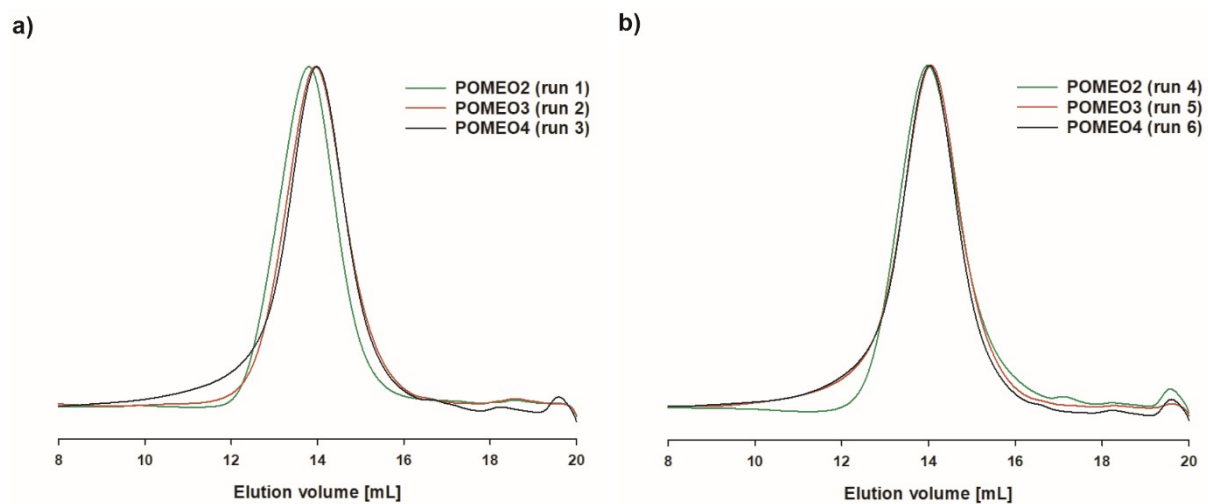 a)
POMEO2 (run 1)
POMEO3 (run 2)
POMEO4 (run 3)
8 10 12 14 16 18 20
Elution volume [mL]
b)
POMEO2 (run 4)
POMEO3 (run 5)
POMEO4 (run 6)
8 10 12 14 16 18 20
Elution volume [mL]